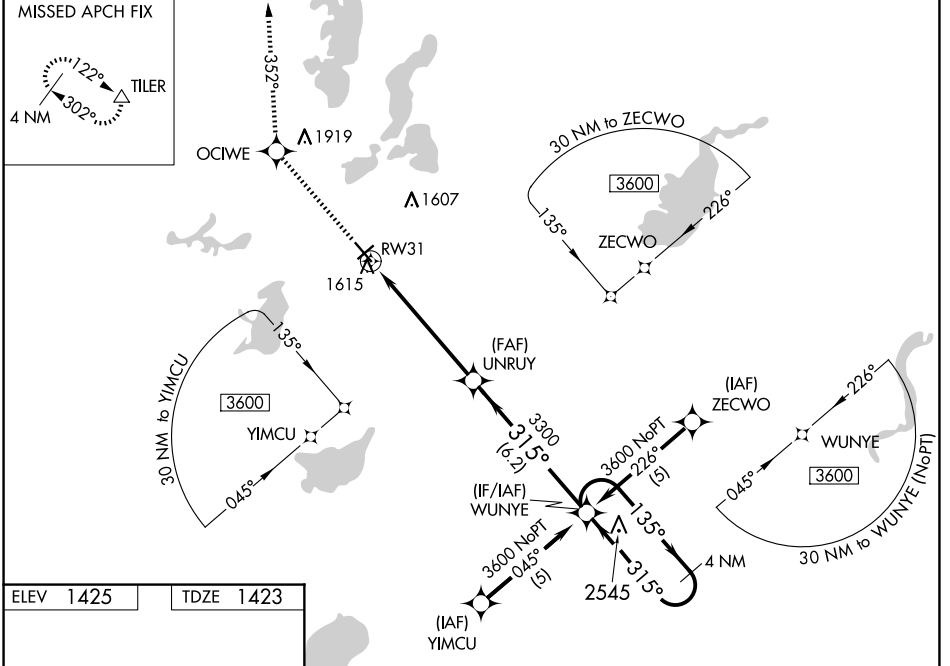 MISSED APCH FIX
122°
TILER
302°
4 NM
352°
OCIWE
1919
1607
RW31
1615
30 NM to ZECWO
3600
135°
226°
ZECWO
30 NM to YIMCU
135°
3600
YIMCU
045°
(FAF)
UNRUY
3300
315°
(6.2)
(IAF)
ZECWO
3600 NoPT
226°
(5)
(IF/IAF)
WUNYE
135°
315°
4 NM
2545
3600 NoPT
045°
(5)
(IAF)
YIMCU
226°
WUNYE
3600
045°
30 NM to WUNYE (NoPT)
ELEV 1425
TDZE 1423